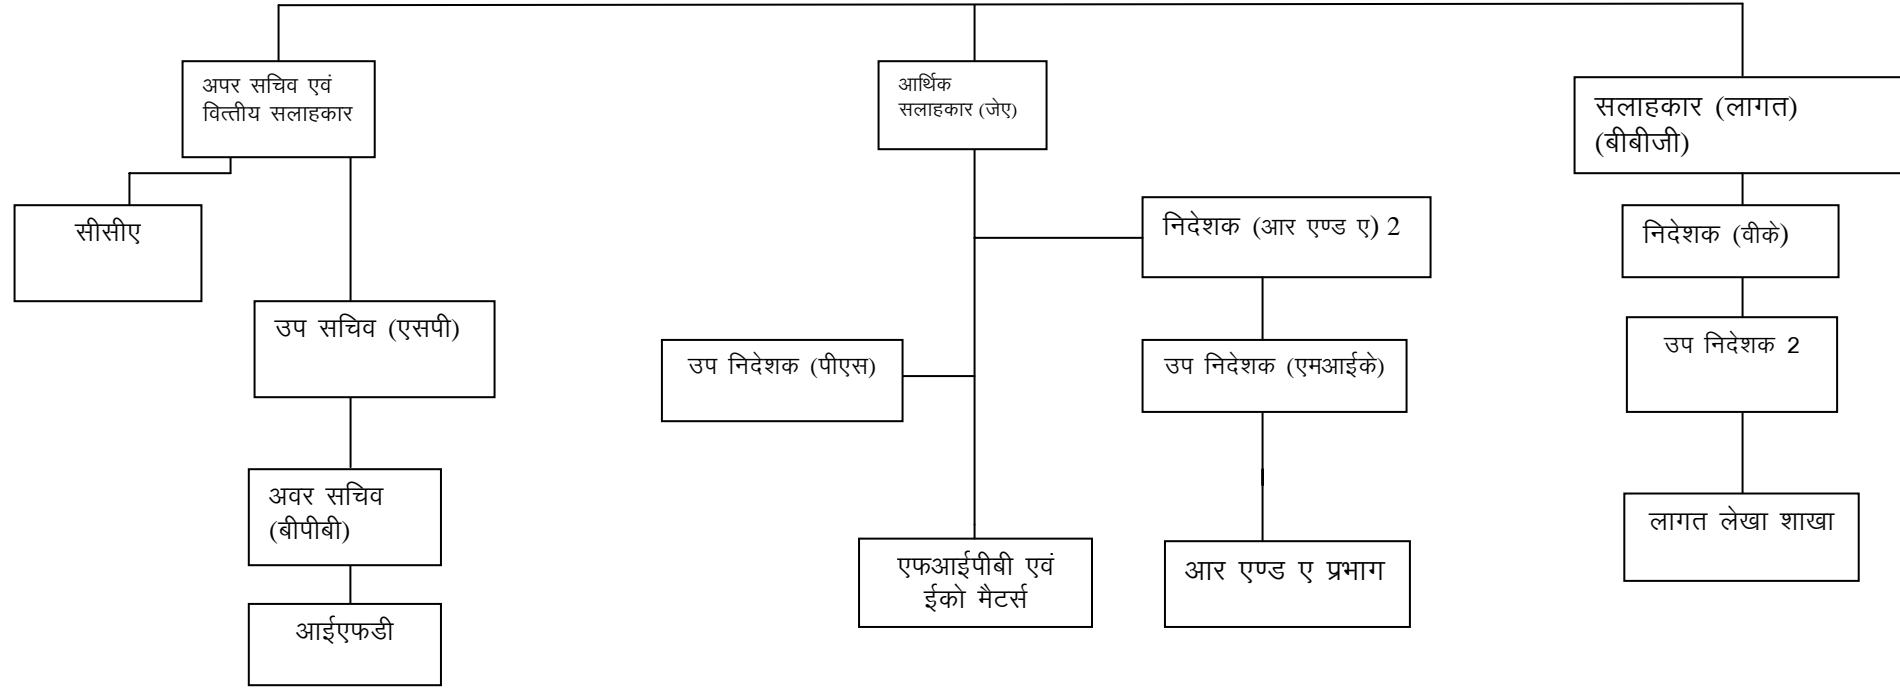 अपर सचिव एवं
वित्तीय सलाहकार
आर्थिक
सलाहकार (जेए)
सलाहकार (लागत)
(बीबीजी)
सीसीए
निदेशक (आर एण्ड ए) 2
निदेशक (वीके)
उप सचिव (एसपी)
उप निदेशक (पीएस)
उप निदेशक (एमआईके)
उप निदेशक 2
अवर सचिव
(बीपीबी)
लागत लेखा शाखा
एफआईपीबी एवं
ईको मैटर्स
आर एण्ड ए प्रभाग
आईएफडी